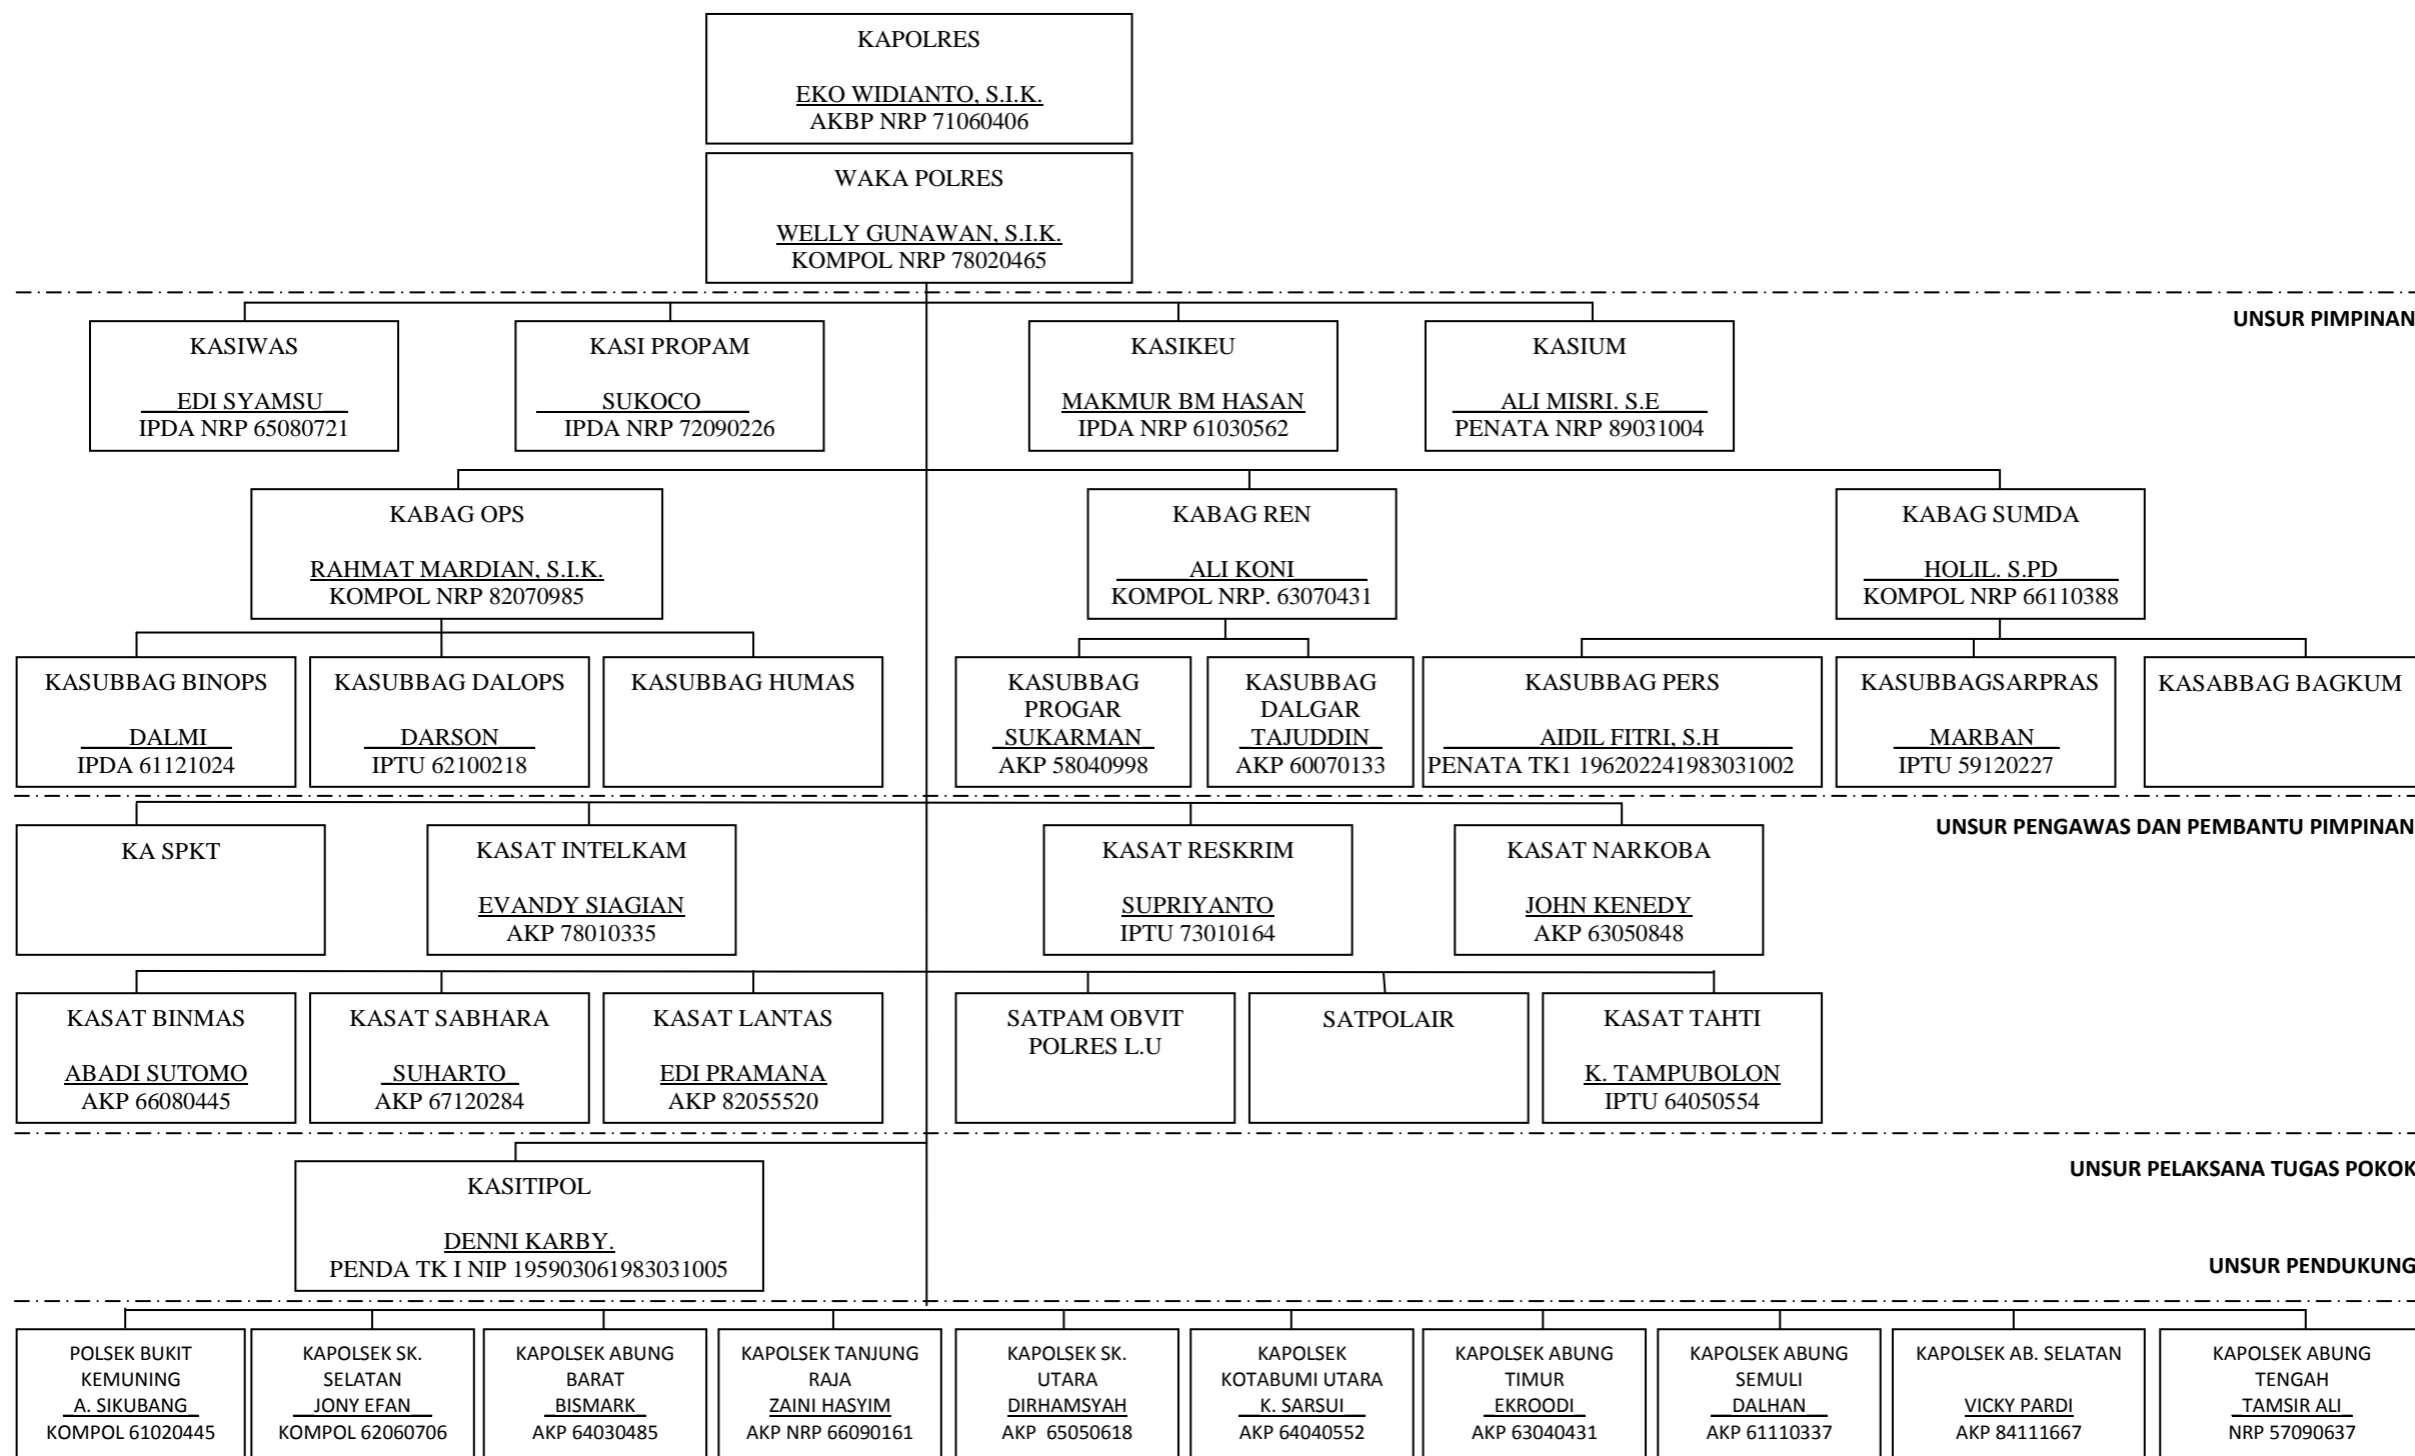 KAPOLRES
EKO WIDIANTO, S.I.K.
AKBP NRP 71060406
WAKA POLRES
WELLY GUNAWAN, S.I.K.
KOMPOL NRP 78020465
UNSUR PIMPINAN
KASIWAS
EDI SYAMSU
IPDA NRP 65080721
KASI PROPAM
SUKOCO
IPDA NRP 72090226
KASIKEU
MAKMUR BM HASAN
IPDA NRP 61030562
KASIUM
ALI MISRI. S.E
PENATA NRP 89031004
KABAG OPS
RAHMAT MARDIAN, S.I.K.
KOMPOL NRP 82070985
KABAG REN
ALI KONI
KOMPOL NRP. 63070431
KABAG SUMDA
HOLIL. S.PD
KOMPOL NRP 66110388
KASUBBAG BINOPS
DALMI
IPDA 61121024
KASUBBAG DALOPS
DARSON
IPTU 62100218
KASUBBAG HUMAS
KASUBBAG
PROGAR
SUKARMAN
AKP 58040998
KASUBBAG
DALGAR
TAJUDDIN
AKP 60070133
KASUBBAG PERS
AIDIL FITRI, S.H
PENATA TK1 196202241983031002
KASUBBAGSARPRAS
MARBAN
IPTU 59120227
KASABBAG BAGKUM
UNSUR PENGAWAS DAN PEMBANTU PIMPINAN
KA SPKT
KASAT INTELKAM
EVANDY SIAGIAN
AKP 78010335
KASAT RESKRIM
SUPRIYANTO
IPTU 73010164
KASAT NARKOBA
JOHN KENEDY
AKP 63050848
KASAT BINMAS
ABADI SUTOMO
AKP 66080445
KASAT SABHARA
SUHARTO
AKP 67120284
KASAT LANTAS
EDI PRAMANA
AKP 82055520
SATPAM OBVIT
POLRES L.U
SATPOLAIR
KASAT TAHTI
K. TAMPUBOLON
IPTU 64050554
UNSUR PELAKSANA TUGAS POKOK
KASITIPOL
DENNI KARBY.
PENDA TK I NIP 195903061983031005
UNSUR PENDUKUNG
POLSEK BUKIT
KEMUNING
A. SIKUBANG
KOMPOL 61020445
KAPOLSEK SK.
SELATAN
JONY EFAN
KOMPOL 62060706
KAPOLSEK ABUNG
BARAT
BISMARK
AKP 64030485
KAPOLSEK TANJUNG
RAJA
ZAINI HASYIM
AKP NRP 66090161
KAPOLSEK SK.
UTARA
DIRHAMSYAH
AKP 65050618
KAPOLSEK
KOTABUMI UTARA
K. SARSUI
AKP 64040552
KAPOLSEK ABUNG
TIMUR
EKROODI
AKP 63040431
KAPOLSEK ABUNG
SEMULI
DALHAN
AKP 61110337
KAPOLSEK AB. SELATAN
VICKY PARDI
AKP 84111667
KAPOLSEK ABUNG
TENGAH
TAMSIR ALI
NRP 57090637